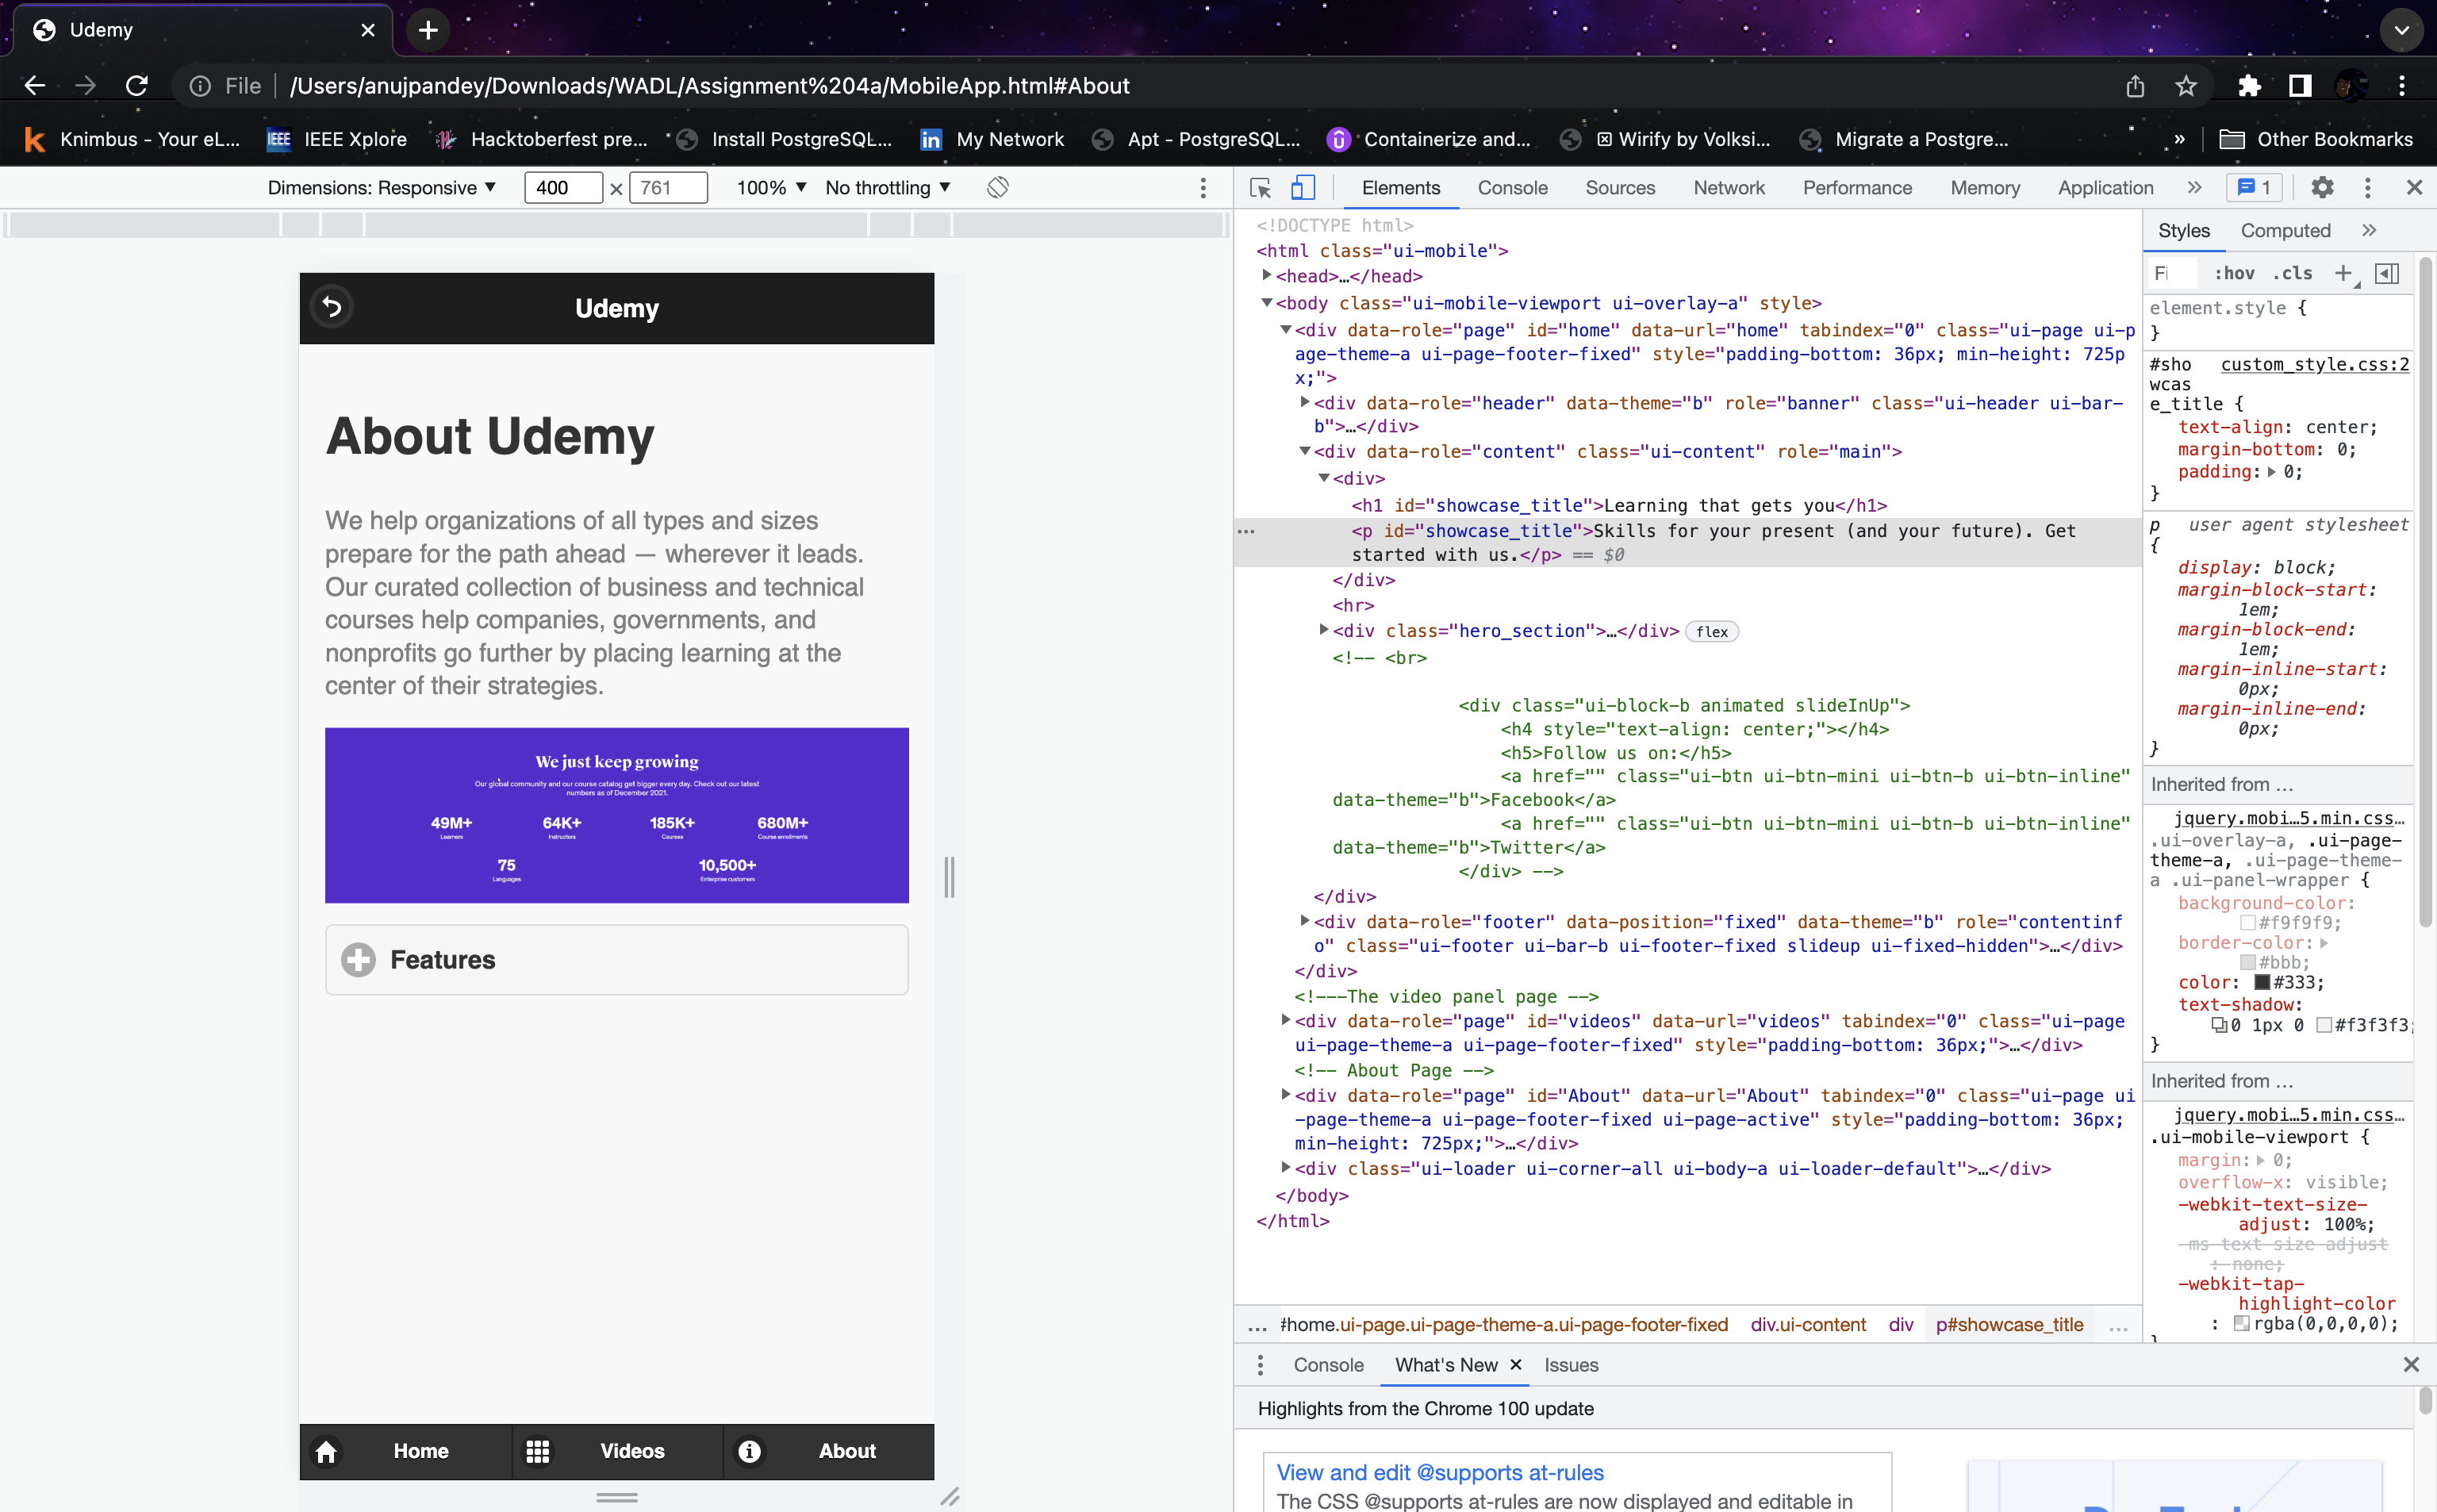 Udemy
File
/Users/anujpandey/Downloads/WADL/Assignment%204a/MobileApp.html#About
Knimbus - Your eL...
IEEE
IEEE Xplore
Hacktoberfest pre...
Install PostgreSQL...
in
My Network
Apt - PostgreSQL...
Containerize and...
Wirify by Volksi...
Migrate a Postgre...
»
Other Bookmarks
Dimensions: Responsive ▼
400 × 761
100% ▼
No throttling ▼
Udemy
About Udemy
We help organizations of all types and sizes
prepare for the path ahead — wherever it leads.
Our curated collection of business and technical
courses help companies, governments, and
nonprofits go further by placing learning at the
center of their strategies.
We just keep growing
Our global community and our course catalog get bigger every day. Check out our latest
numbers as of December 2021.
49M+ 64K+ 185K+ 680M+
Learners Instructors Courses Course enrollments
75 10,500+
Languages Enterprise customers
Features
Home
Videos
About
Elements Console Sources Network Performance Memory Application » 1
<!DOCTYPE html>
<html class="ui-mobile">
<head>…</head>
<body class="ui-mobile-viewport ui-overlay-a" style>
<div data-role="page" id="home" data-url="home" tabindex="0" class="ui-page ui-p
age-theme-a ui-page-footer-fixed" style="padding-bottom: 36px; min-height: 725p
x;">
<div data-role="header" data-theme="b" role="banner" class="ui-header ui-bar-
b">…</div>
<div data-role="content" class="ui-content" role="main">
<div>
<h1 id="showcase_title">Learning that gets you</h1>
<p id="showcase_title">Skills for your present (and your future). Get
started with us.</p> == $0
</div>
<hr>
<div class="hero_section">…</div> flex
<!-- <br>
<div class="ui-block-b animated slideInUp">
<h4 style="text-align: center;"></h4>
<h5>Follow us on:</h5>
<a href="" class="ui-btn ui-btn-mini ui-btn-b ui-btn-inline"
data-theme="b">Facebook</a>
<a href="" class="ui-btn ui-btn-mini ui-btn-b ui-btn-inline"
data-theme="b">Twitter</a>
</div> -->
</div>
<div data-role="footer" data-position="fixed" data-theme="b" role="contentinf
o" class="ui-footer ui-bar-b ui-footer-fixed slideup ui-fixed-hidden">…</div>
</div>
<!---The video panel page -->
<div data-role="page" id="videos" data-url="videos" tabindex="0" class="ui-page
ui-page-theme-a ui-page-footer-fixed" style="padding-bottom: 36px;">…</div>
<!-- About Page -->
<div data-role="page" id="About" data-url="About" tabindex="0" class="ui-page ui
-page-theme-a ui-page-footer-fixed ui-page-active" style="padding-bottom: 36px;
min-height: 725px;">…</div>
<div class="ui-loader ui-corner-all ui-body-a ui-loader-default">…</div>
</body>
</html>
... #home.ui-page.ui-page-theme-a.ui-page-footer-fixed div.ui-content div p#showcase_title ...
Styles Computed »
Fi :hov .cls +
element.style {
}
#sho custom_style.css:2
wcas
e_title {
text-align: center;
margin-bottom: 0;
padding: 0;
}
p user agent stylesheet
{
display: block;
margin-block-start:
1em;
margin-block-end:
1em;
margin-inline-start:
0px;
margin-inline-end:
0px;
}
Inherited from …
jquery.mobi…5.min.css…
.ui-overlay-a, .ui-page-
theme-a, .ui-page-theme-
a .ui-panel-wrapper {
background-color:
#f9f9f9;
border-color:
#bbb;
color: #333;
text-shadow:
0 1px 0 #f3f3f3;
}
Inherited from …
jquery.mobi…5.min.css…
.ui-mobile-viewport {
margin: 0;
overflow-x: visible;
-webkit-text-size-
adjust: 100%;
-ms-text-size-adjust
: none;
-webkit-tap-
highlight-color
: rgba(0,0,0,0);
}
Console What's New × Issues
Highlights from the Chrome 100 update
View and edit @supports at-rules
The CSS @supports at-rules are now displayed and editable in